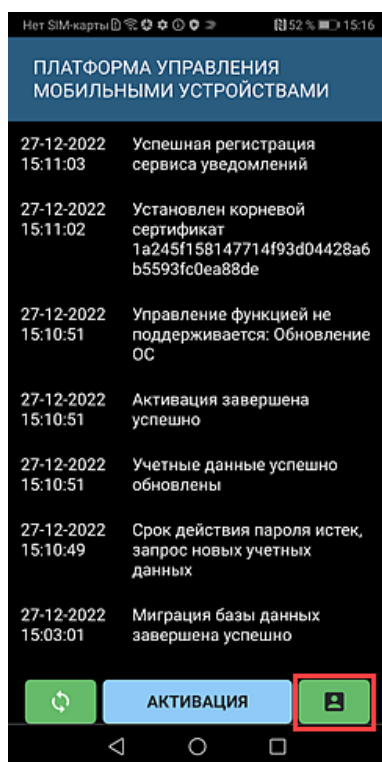 Нет SIM-карты 52 % 15:16
ПЛАТФОРМА УПРАВЛЕНИЯ
МОБИЛЬНЫМИ УСТРОЙСТВАМИ
27-12-2022 Успешная регистрация
15:11:03 сервиса уведомлений
27-12-2022 Установлен корневой
15:11:02 сертификат
1a245f158147714f93d04428a6
b5593fc0ea88de
27-12-2022 Управление функцией не
15:10:51 поддерживается: Обновление
ОС
27-12-2022 Активация завершена
15:10:51 успешно
27-12-2022 Учетные данные успешно
15:10:51 обновлены
27-12-2022 Срок действия пароля истек,
15:10:49 запрос новых учетных
данных
27-12-2022 Миграция базы данных
15:03:01 завершена успешно
АКТИВАЦИЯ